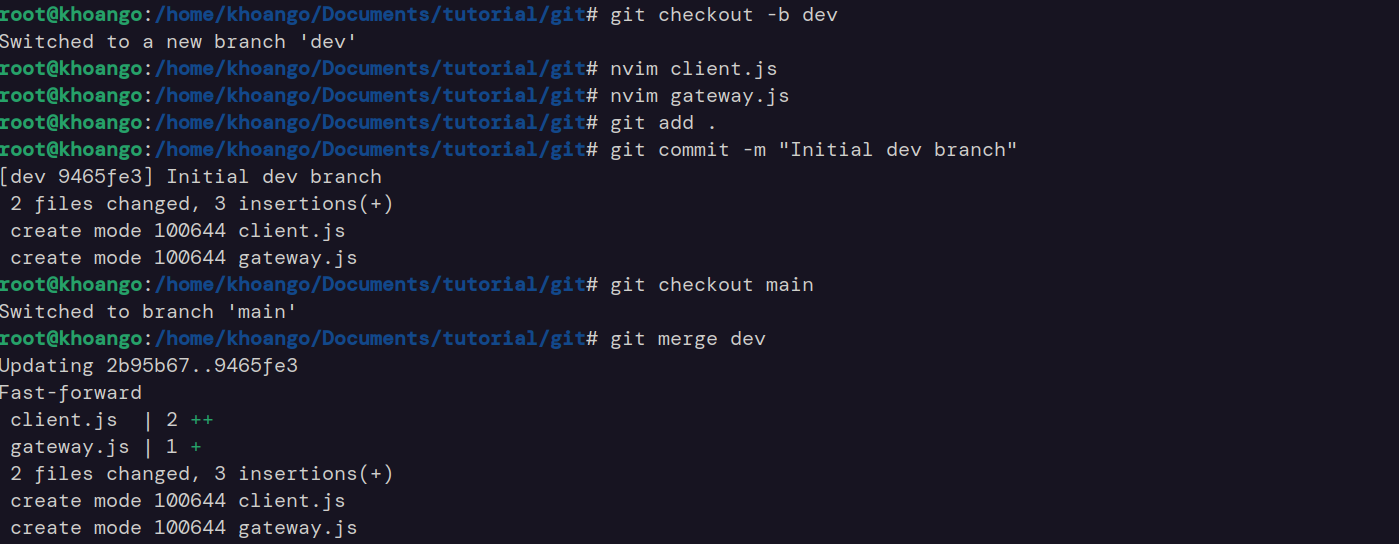 root@khoango:/home/khoango/Documents/tutorial/git# git checkout -b dev
Switched to a new branch 'dev'
root@khoango:/home/khoango/Documents/tutorial/git# nvim client.js
root@khoango:/home/khoango/Documents/tutorial/git# nvim gateway.js
root@khoango:/home/khoango/Documents/tutorial/git# git add .
root@khoango:/home/khoango/Documents/tutorial/git# git commit -m "Initial dev branch"
[dev 9465fe3] Initial dev branch
 2 files changed, 3 insertions(+)
 create mode 100644 client.js
 create mode 100644 gateway.js
root@khoango:/home/khoango/Documents/tutorial/git# git checkout main
Switched to branch 'main'
root@khoango:/home/khoango/Documents/tutorial/git# git merge dev
Updating 2b95b67..9465fe3
Fast-forward
 client.js  | 2 ++
 gateway.js | 1 +
 2 files changed, 3 insertions(+)
 create mode 100644 client.js
 create mode 100644 gateway.js